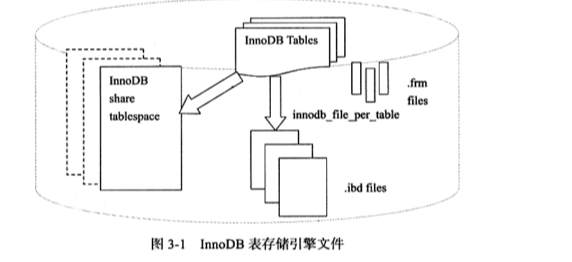 InnoDB Tables
InnoDB
share
tablespace
.frm
files
innodb_file_per_table
.ibd files
图 3-1 InnoDB 表存储引擎文件